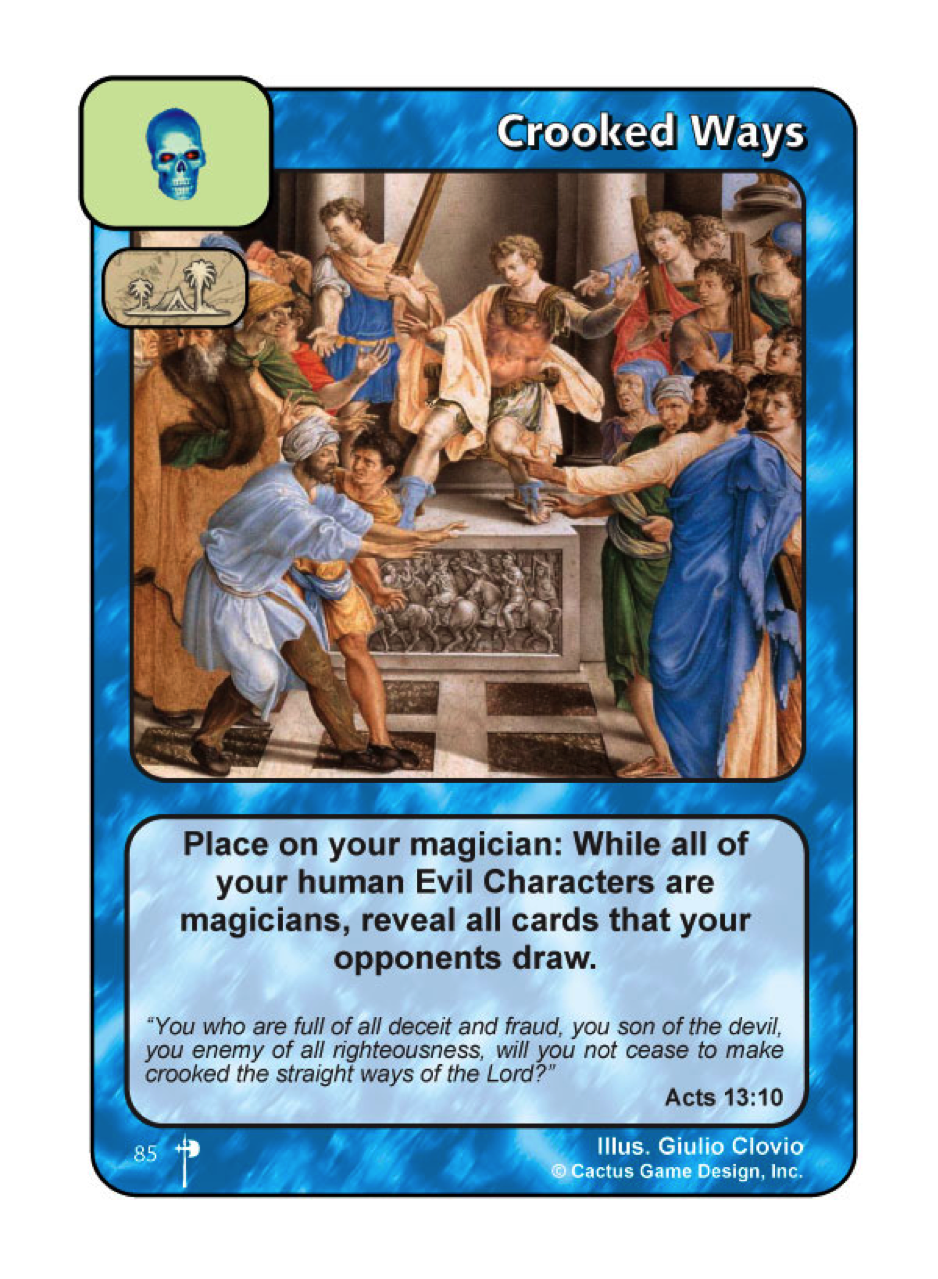 Crooked Ways
Place on your magician: While all of
your human Evil Characters are
magicians, reveal all cards that your
opponents draw.
“You who are full of all deceit and fraud, you son of the devil,
you enemy of all righteousness, will you not cease to make
crooked the straight ways of the Lord?”
Acts 13:10
85
Illus. Giulio Clovio
© Cactus Game Design, Inc.